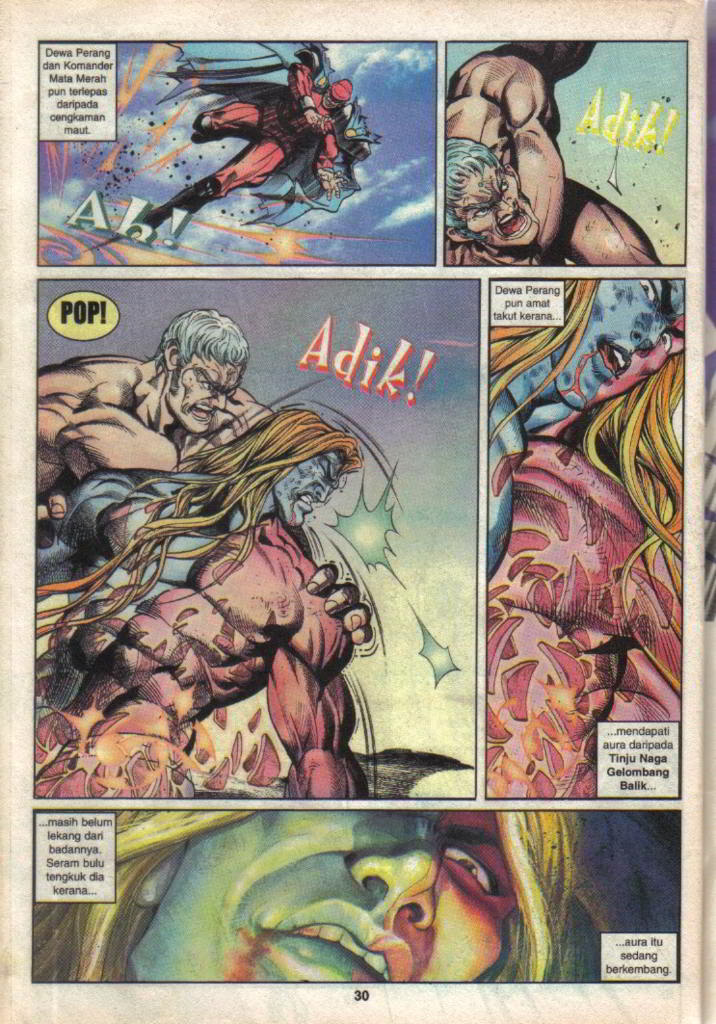 Dewa Perang
dan Komander
Mata Merah
pun terlepas
daripada
cengkaman
maut.
Ah!
Adik!
POP!
Adik!
Dewa Perang
pun amat
takut kerana...
...mendapati
aura daripada
Tinju Naga
Gelombang
Balik...
...masih belum
lekang dari
badannya.
Seram bulu
tengkuk dia
kerana...
...aura itu
sedang
berkembang.
30